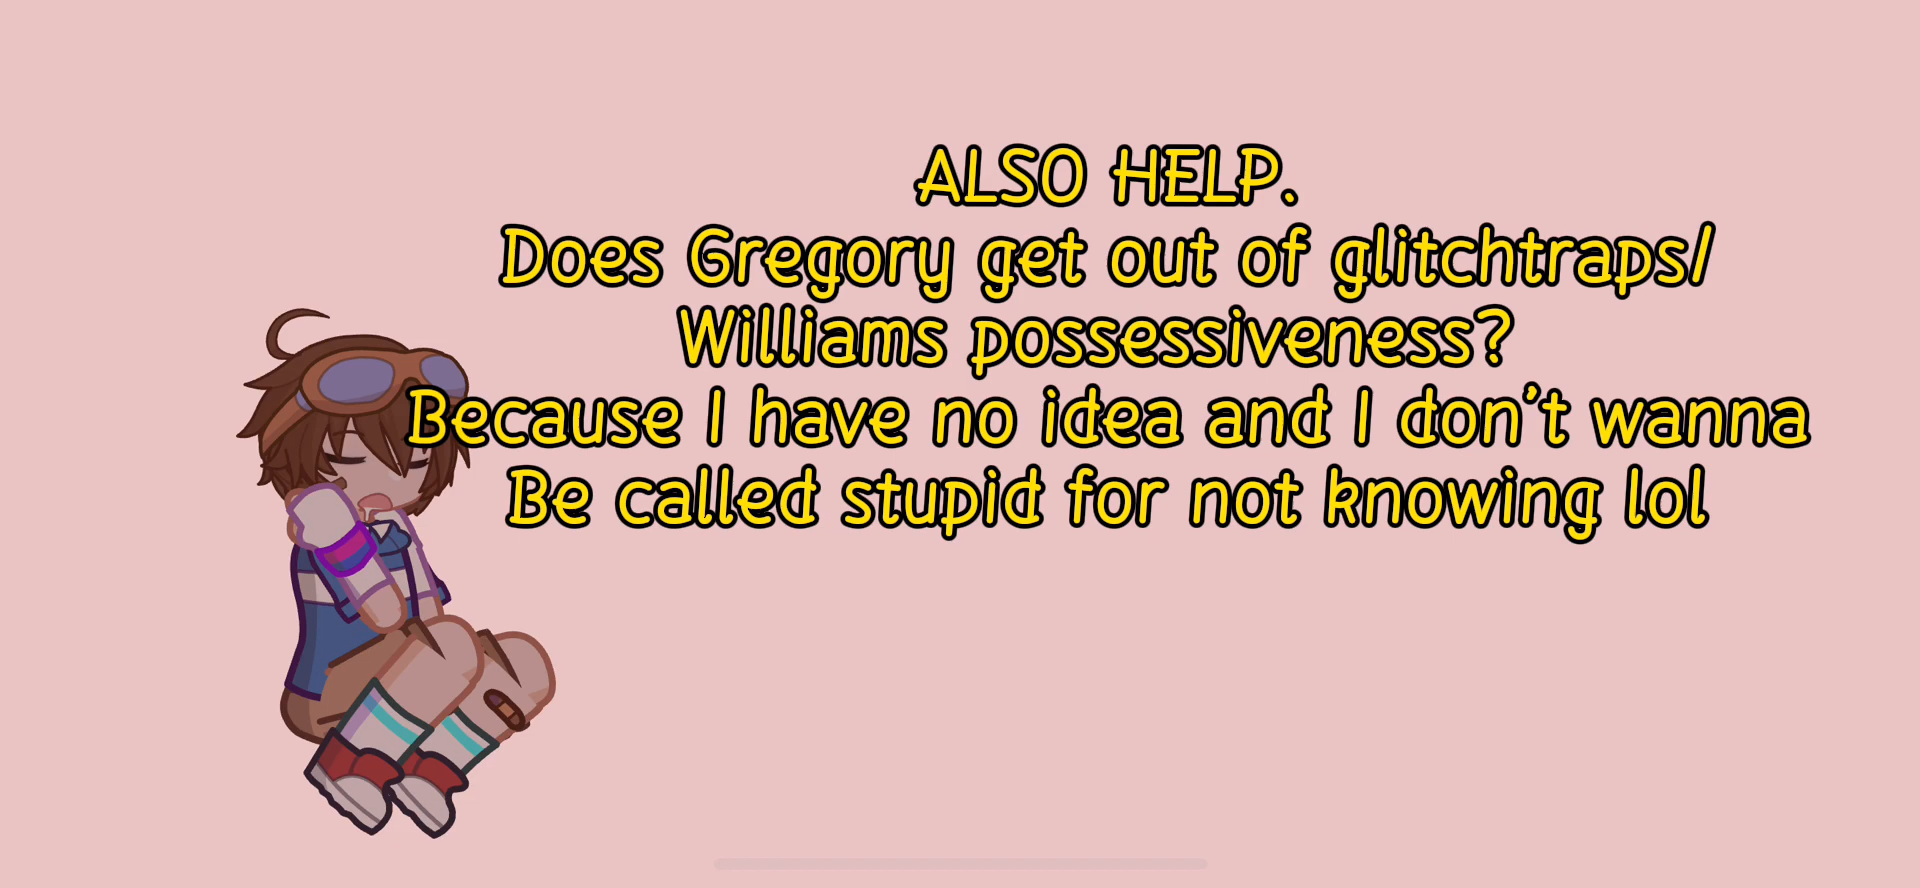 ALSO HELP.
Does Gregory get out of glitchtraps/
Williams possessiveness?
Because I have no idea and I don't wanna
Be called stupid for not knowing lol